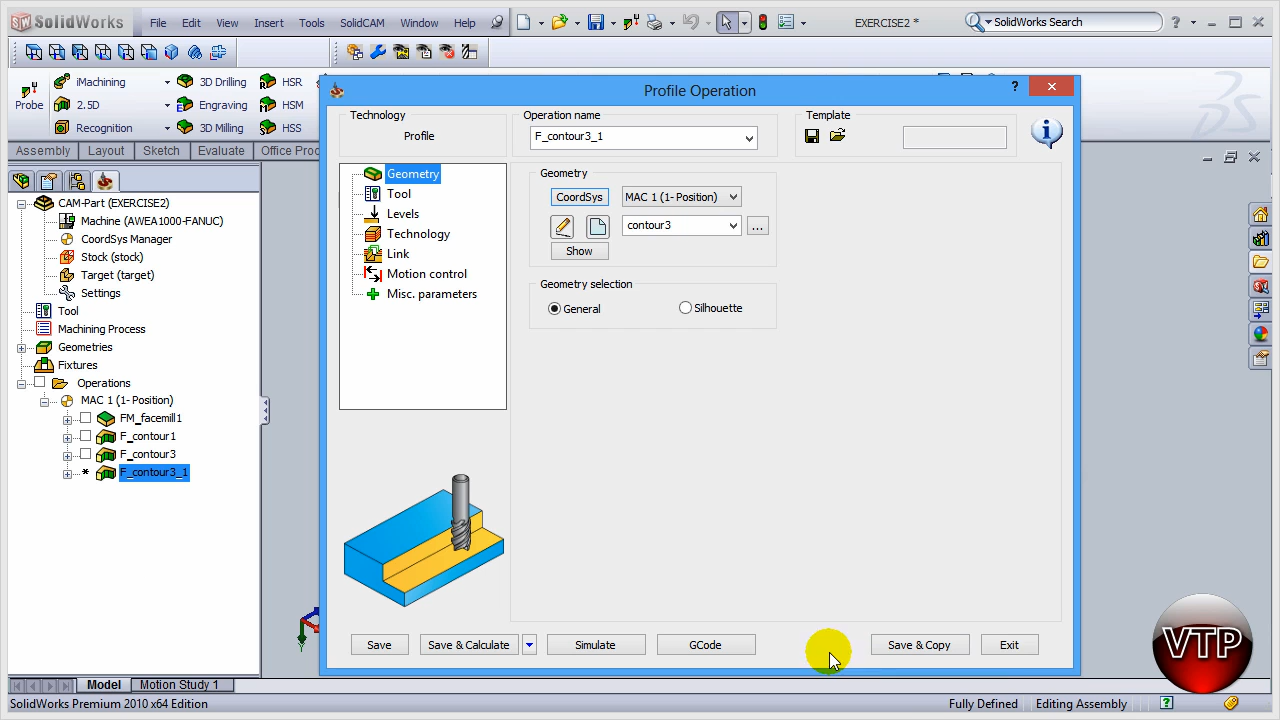 SolidWorks File Edit View Insert Tools SolidCAM Window Help EXERCISE2 * SolidWorks Search ?
Probe
iMachining 3D Drilling HSR
2.5D Engraving HSM
Recognition 3D Milling HSS
Assembly Layout Sketch Evaluate Office Proc
CAM-Part (EXERCISE2)
Machine (AWEA1000-FANUC)
CoordSys Manager
Stock (stock)
Target (target)
Settings
Tool
Machining Process
Geometries
Fixtures
Operations
MAC 1 (1- Position)
FM_facemill1
F_contour1
F_contour3
* F_contour3_1
Profile Operation
Technology
Profile
Operation name
F_contour3_1
Template
Geometry
Tool
Levels
Technology
Link
Motion control
Misc. parameters
Geometry
CoordSys MAC 1 (1- Position)
contour3 ...
Show
Geometry selection
General Silhouette
Save Save & Calculate Simulate GCode Save & Copy Exit
VTP
Model Motion Study 1
SolidWorks Premium 2010 x64 Edition Fully Defined Editing Assembly